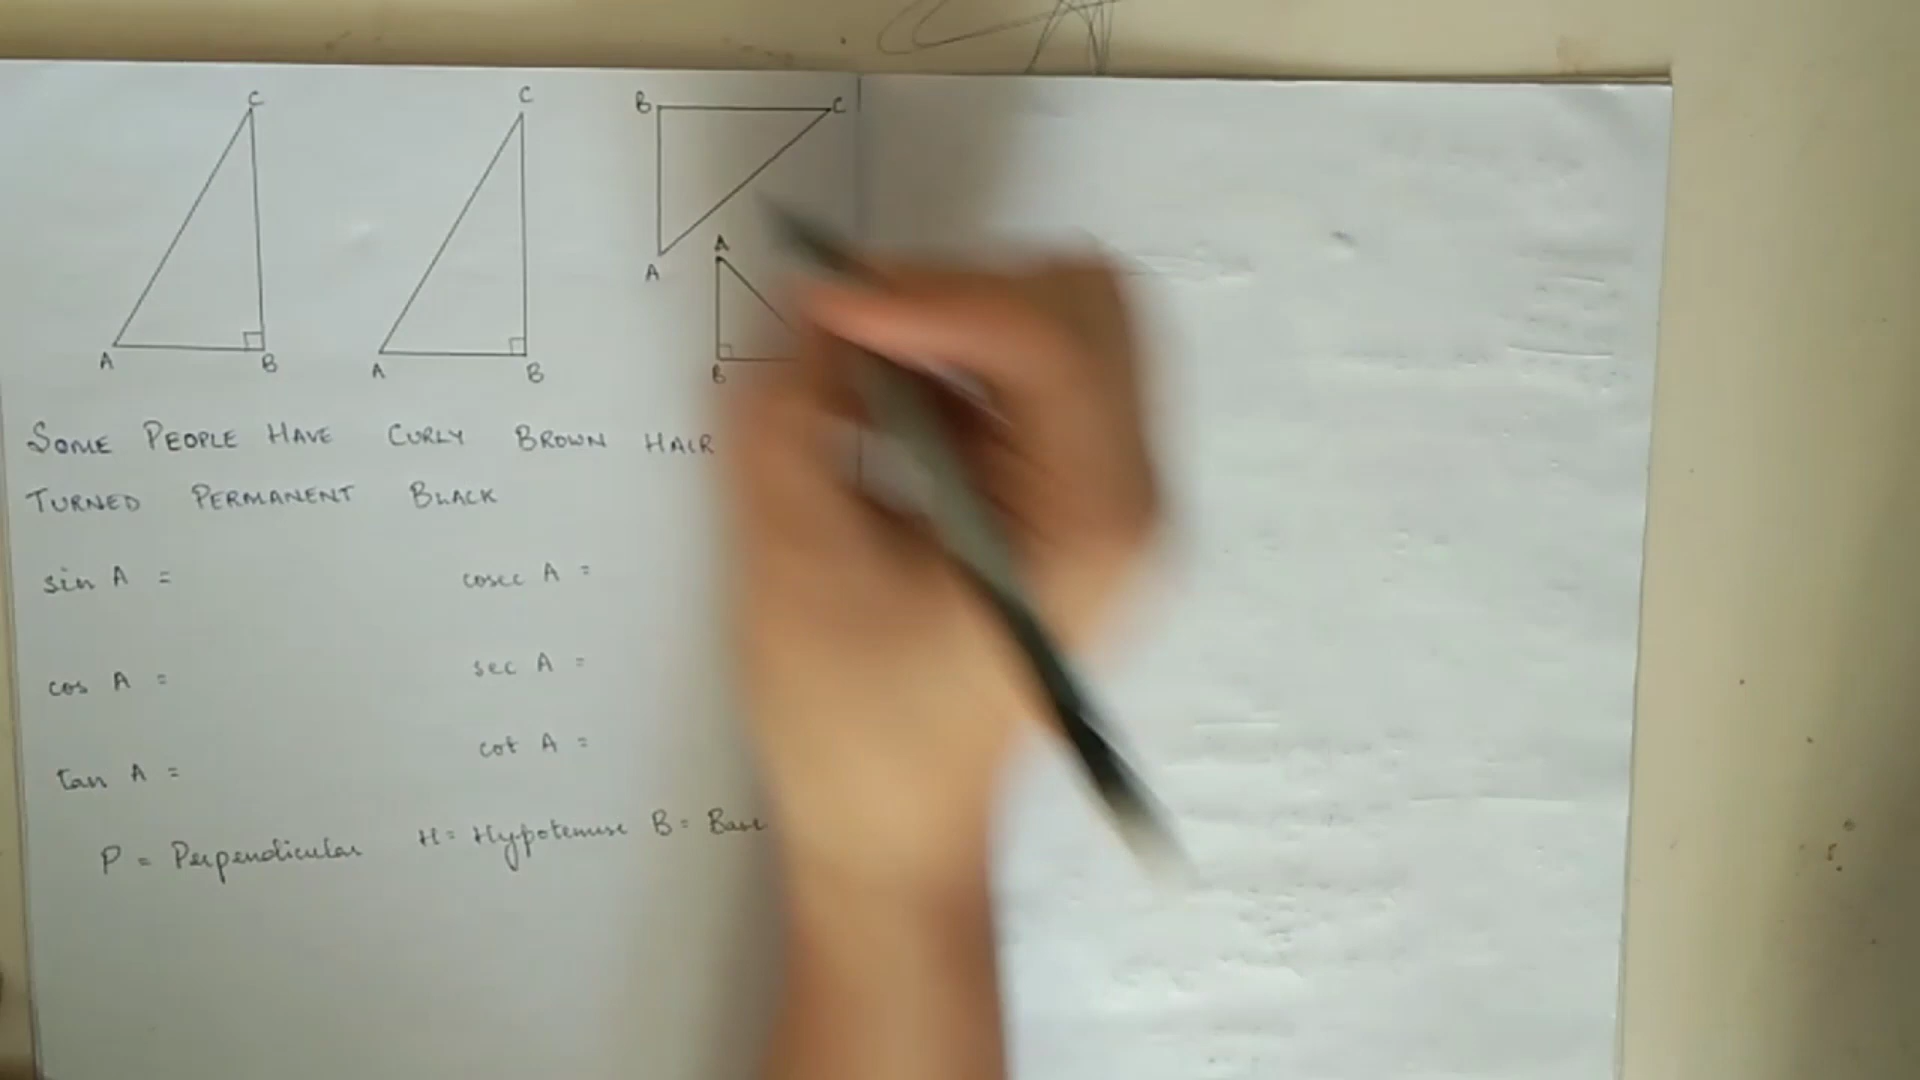 C
A
B
C
A
B
B
C
A
A
B
SOME PEOPLE HAVE CURLY BROWN HAIR
TURNED PERMANENT BLACK
sin A =
cosec A =
cos A =
sec A =
tan A =
cot A =
P = Perpendicular H = Hypotenuse B = Base